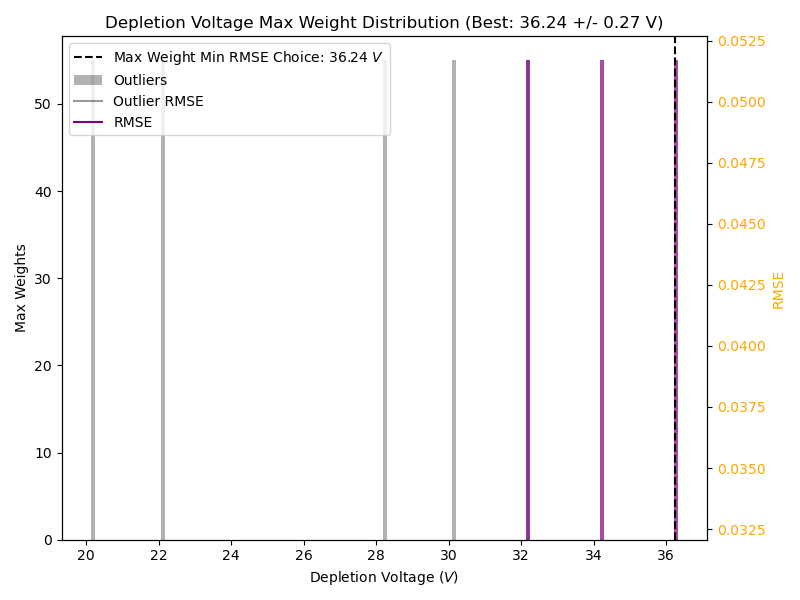 Depletion Voltage Max Weight Distribution (Best: 36.24 +/- 0.27 V)
Max Weight Min RMSE Choice: 36.24 V
Outliers
Outlier RMSE
RMSE
Max Weights
50
40
30
20
10
0
20 22 24 26 28 30 32 34 36
Depletion Voltage (V)
0.0525
0.0500
0.0475
0.0450
0.0425
0.0400
0.0375
0.0350
0.0325
RMSE